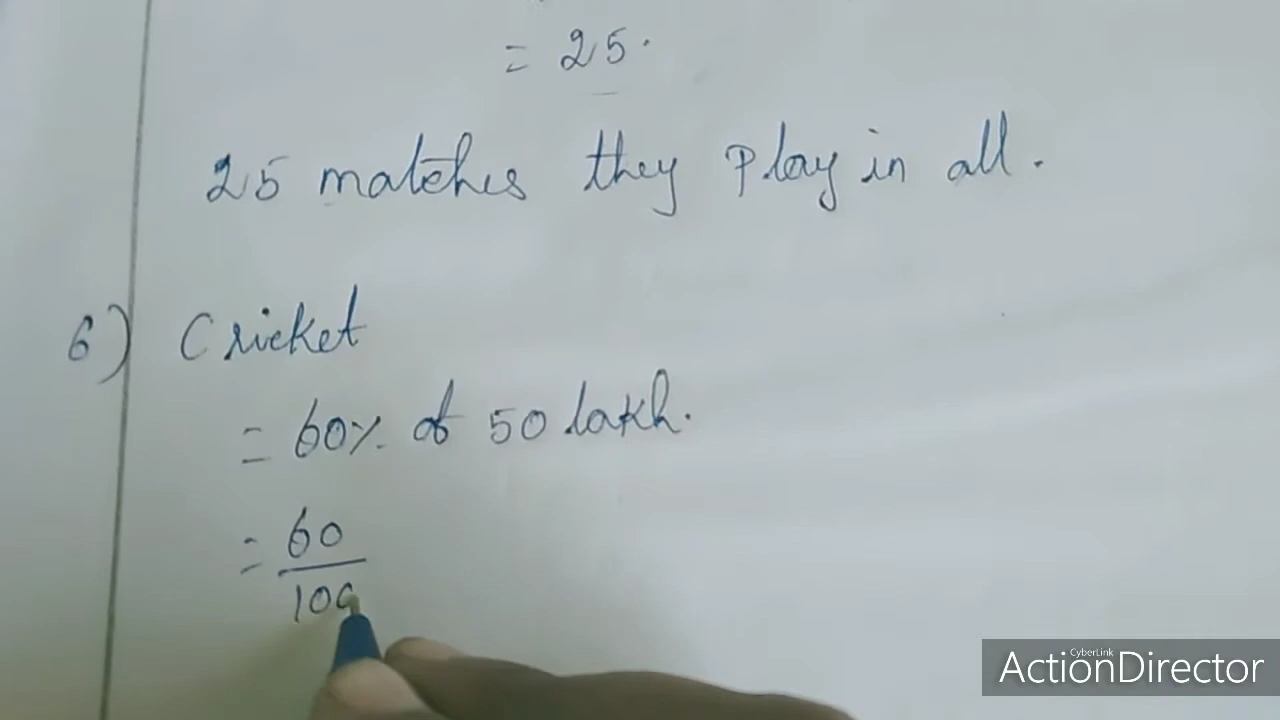 = 25.
25 matches they play in all.
6) Cricket
= 60% of 50 lakh.
= 60
100
CyberLink
ActionDirector